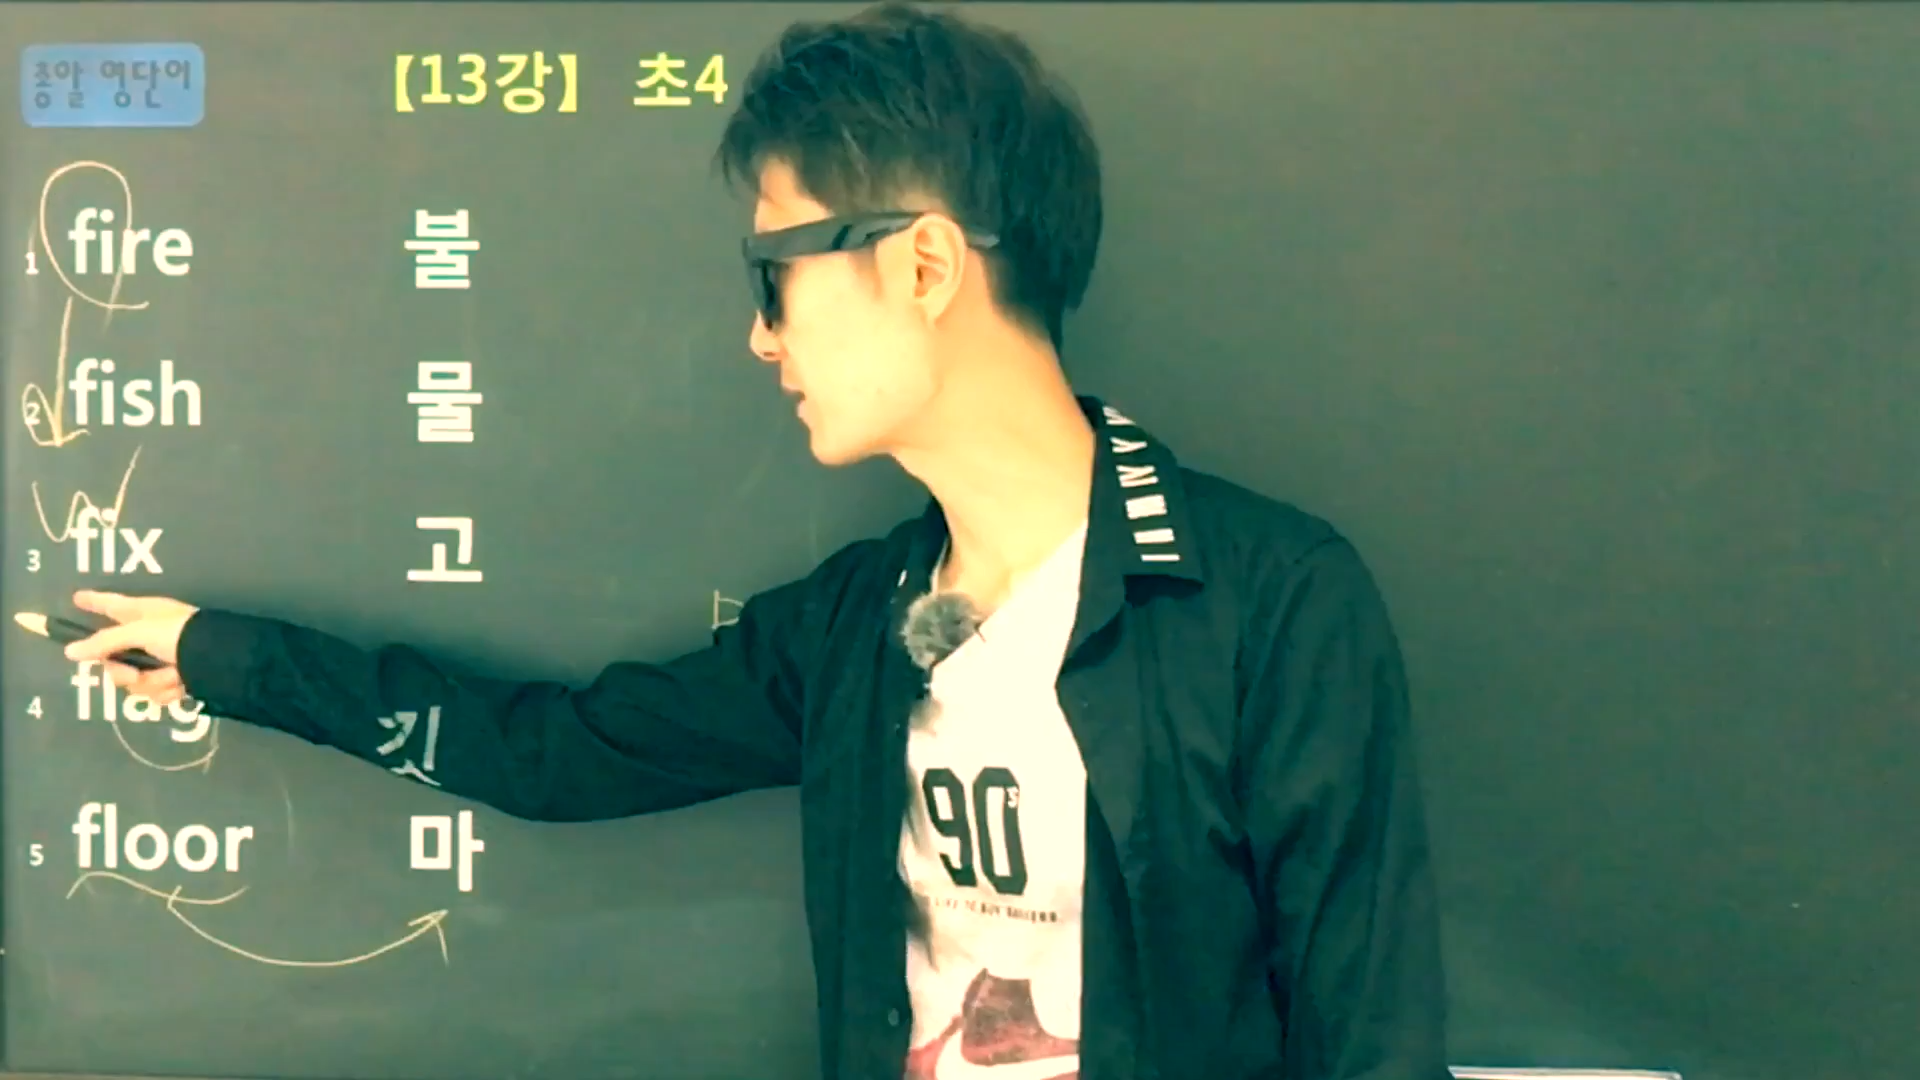 총알 영단어
【13강】 초4
1 fire 불
2 fish 물
3 fix 고
4 flag 깃
5 floor 마
90's